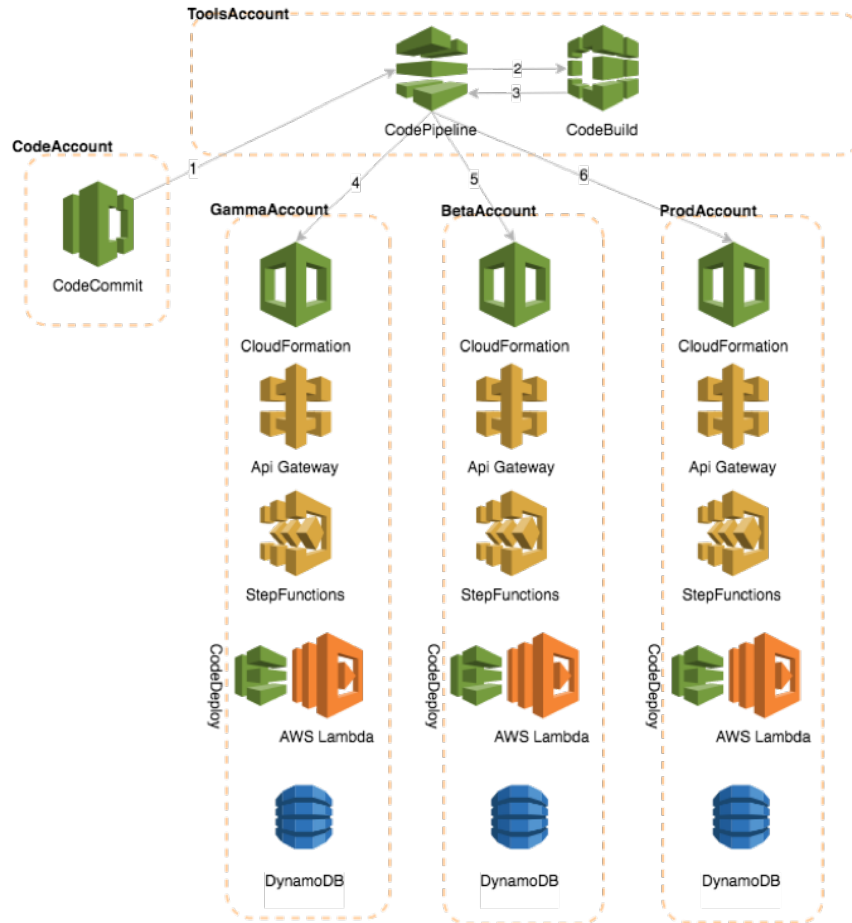 ToolsAccount
2
3
CodePipeline
CodeBuild
CodeAccount
1
4
5
6
CodeCommit
GammaAccount
BetaAccount
ProdAccount
CloudFormation
CloudFormation
CloudFormation
Api Gateway
Api Gateway
Api Gateway
StepFunctions
StepFunctions
StepFunctions
CodeDeploy
AWS Lambda
CodeDeploy
AWS Lambda
CodeDeploy
AWS Lambda
DynamoDB
DynamoDB
DynamoDB